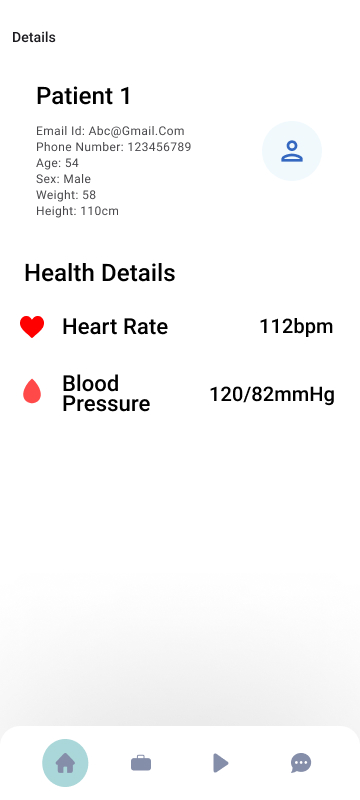 Details
Patient 1
Email Id: Abc@Gmail.Com
Phone Number: 123456789
Age: 54
Sex: Male
Weight: 58
Height: 110cm
Health Details
Heart Rate 112bpm
Blood
Pressure 120/82mmHg